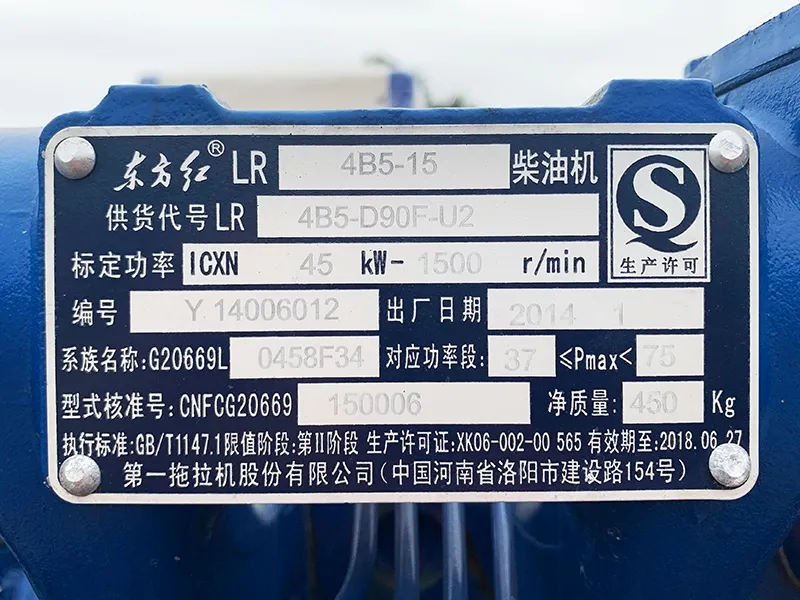 东方红® LR 4B5-15 柴油机
供货代号 LR 4B5-D90F-U2
标定功率 ICXN 45 kW- 1500 r/min
生产许可
编号 Y 14006012 出厂日期 2014 1
系族名称:G20669L 0458F34 对应功率段: 37 ≤Pmax< 75
型式核准号:CNFCG20669 150006 净质量: 450 Kg
执行标准:GB/T1147.1 限值阶段:第II阶段 生产许可证:XK06-002-00 565 有效期至:2018.06.27
第一拖拉机股份有限公司(中国河南省洛阳市建设路154号)